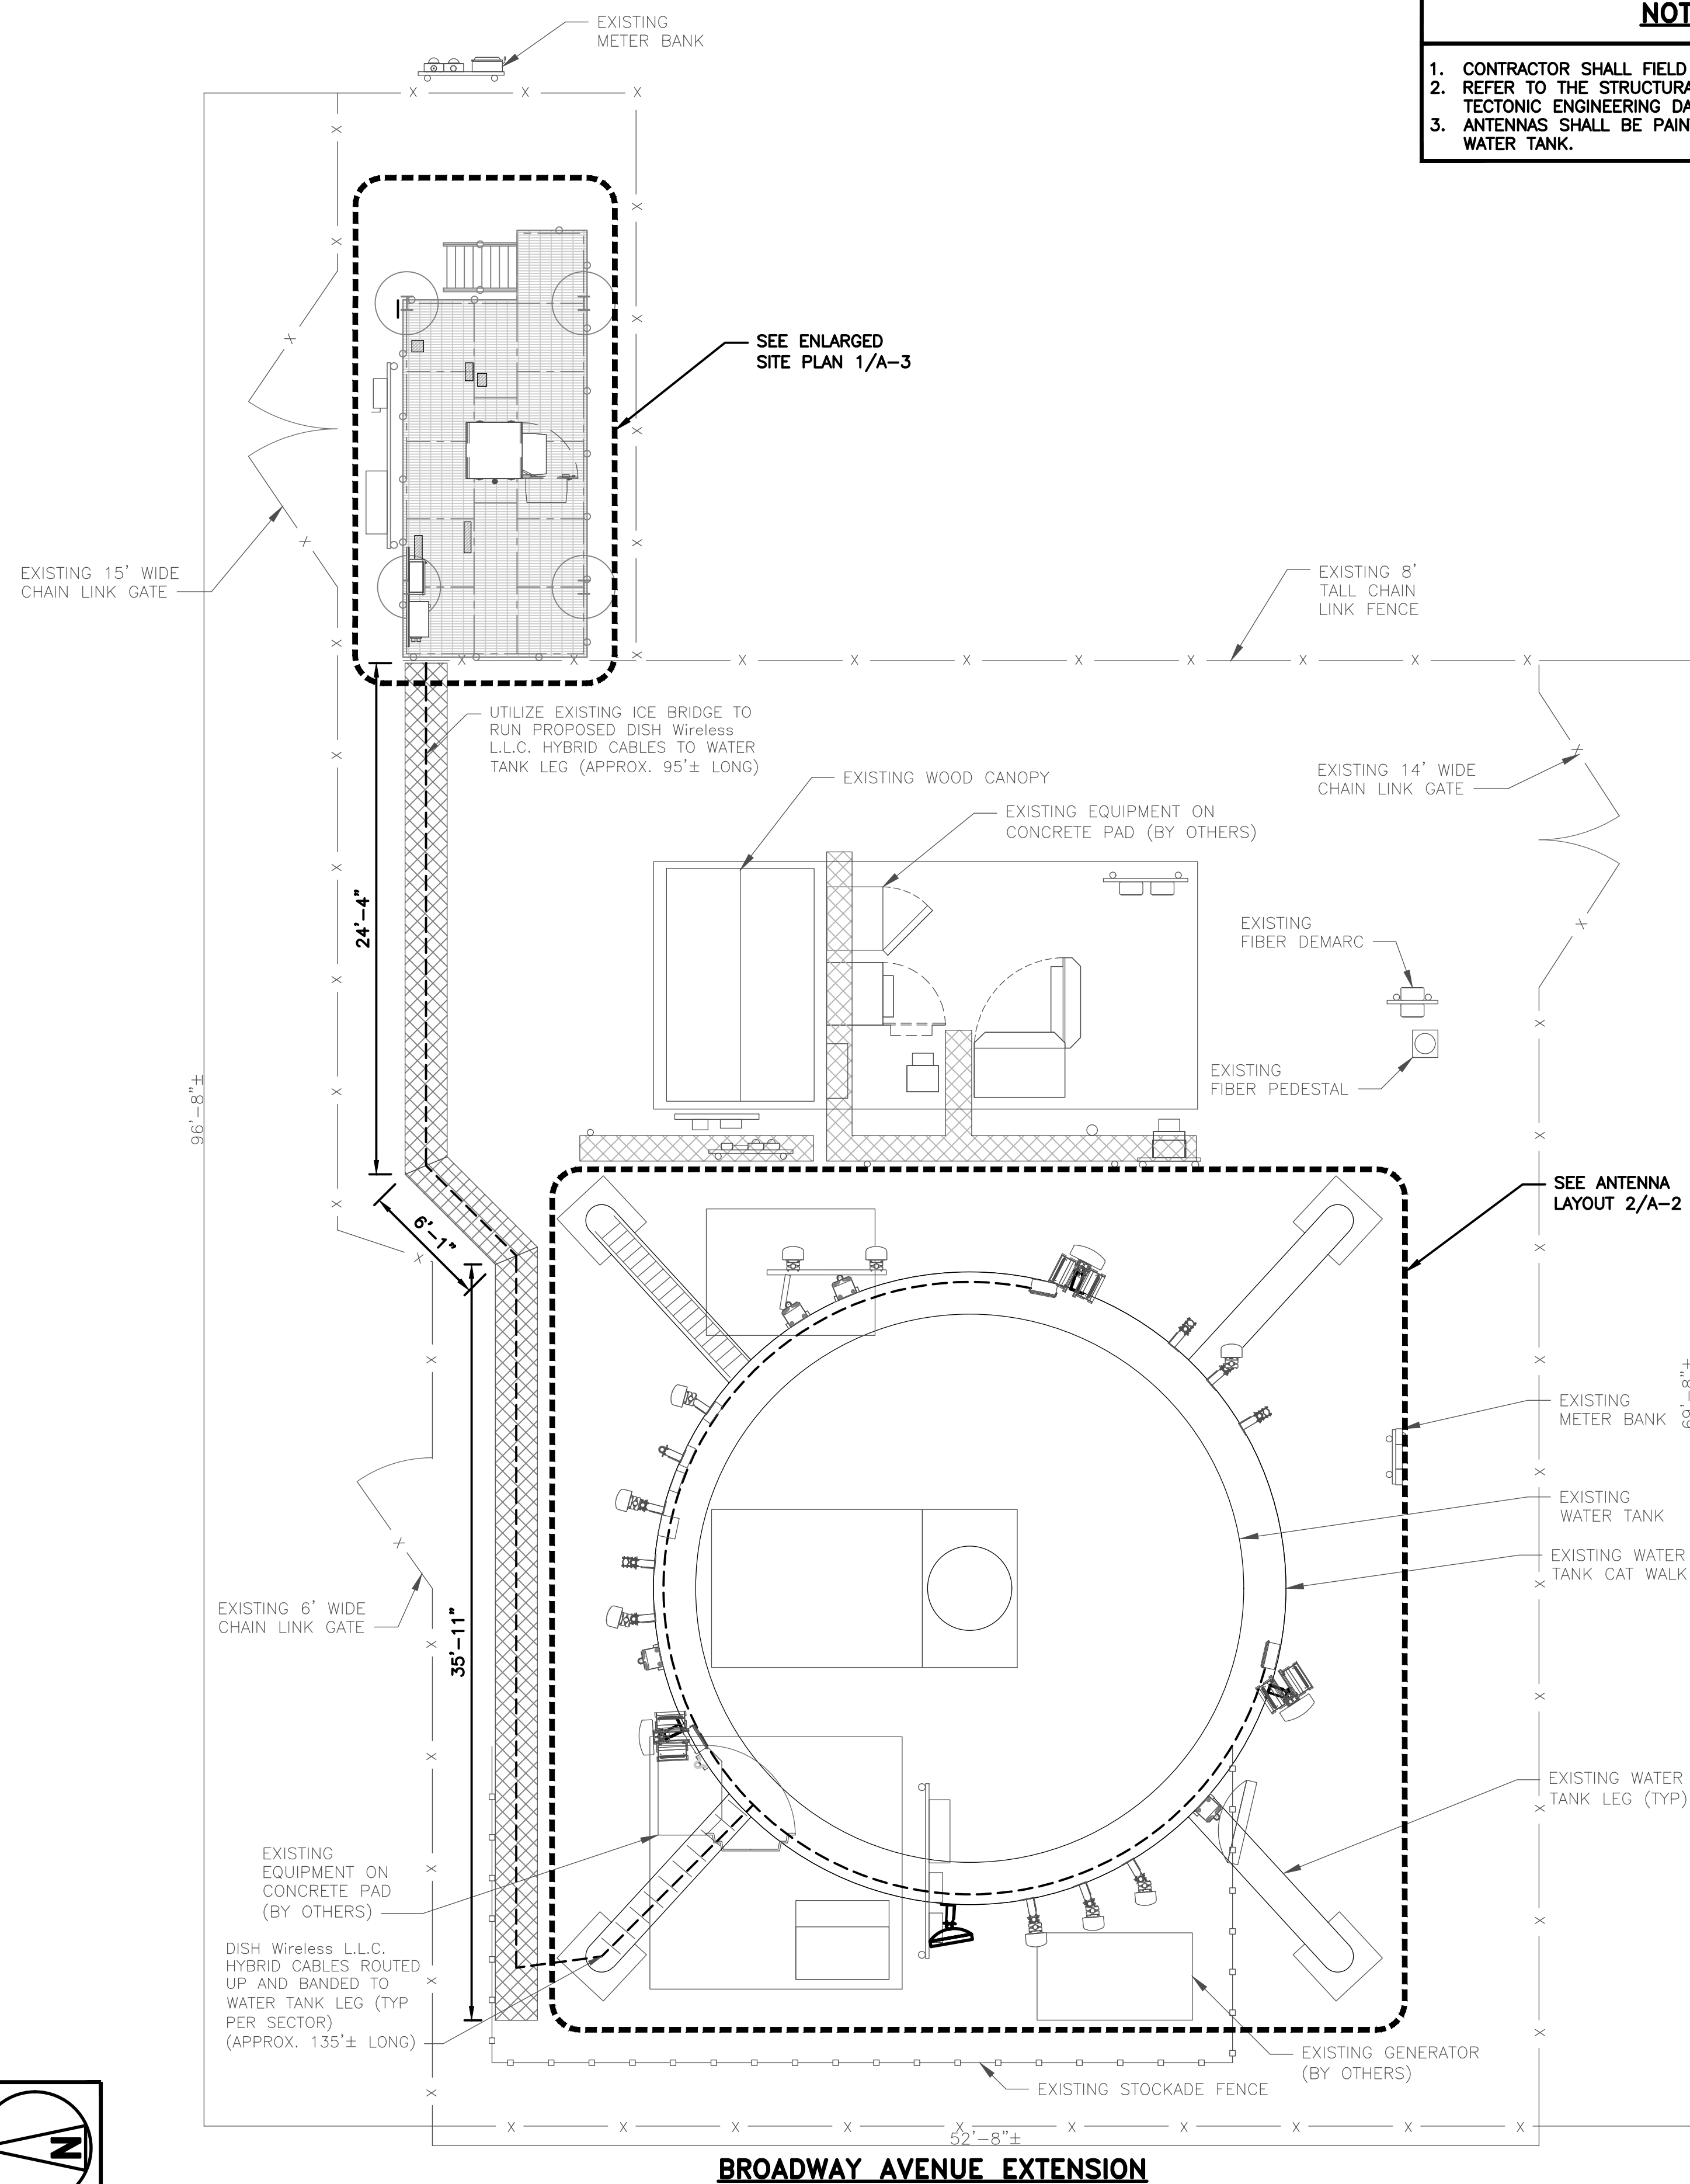 EXISTING
METER BANK
NOT
1. CONTRACTOR SHALL FIELD
2. REFER TO THE STRUCTURA
TECTONIC ENGINEERING DA
3. ANTENNAS SHALL BE PAIN
WATER TANK.
SEE ENLARGED
SITE PLAN 1/A-3
EXISTING 15' WIDE
CHAIN LINK GATE
EXISTING 8'
TALL CHAIN
LINK FENCE
UTILIZE EXISTING ICE BRIDGE TO
RUN PROPOSED DISH Wireless
L.L.C. HYBRID CABLES TO WATER
TANK LEG (APPROX. 95'± LONG)
EXISTING WOOD CANOPY
EXISTING 14' WIDE
CHAIN LINK GATE
EXISTING EQUIPMENT ON
CONCRETE PAD (BY OTHERS)
24'-4"
EXISTING
FIBER DEMARC
EXISTING
FIBER PEDESTAL
96'-8"±
SEE ANTENNA
LAYOUT 2/A-2
6'-1"
69'-8"±
EXISTING
METER BANK
EXISTING
WATER TANK
EXISTING WATER
TANK CAT WALK
EXISTING 6' WIDE
CHAIN LINK GATE
35'-11"
EXISTING WATER
TANK LEG (TYP)
EXISTING
EQUIPMENT ON
CONCRETE PAD
(BY OTHERS)
DISH Wireless L.L.C.
HYBRID CABLES ROUTED
UP AND BANDED TO
WATER TANK LEG (TYP
PER SECTOR)
(APPROX. 135'± LONG)
EXISTING GENERATOR
(BY OTHERS)
EXISTING STOCKADE FENCE
52'-8"±
N
BROADWAY AVENUE EXTENSION